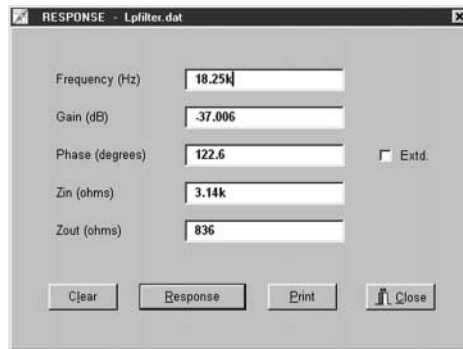 RESPONSE - Lpfilter.dat
Frequency (Hz) 18.25k
Gain (dB) -37.006
Phase (degrees) 122.6 Extd.
Zin (ohms) 3.14k
Zout (ohms) 836
Clear Response Print Close